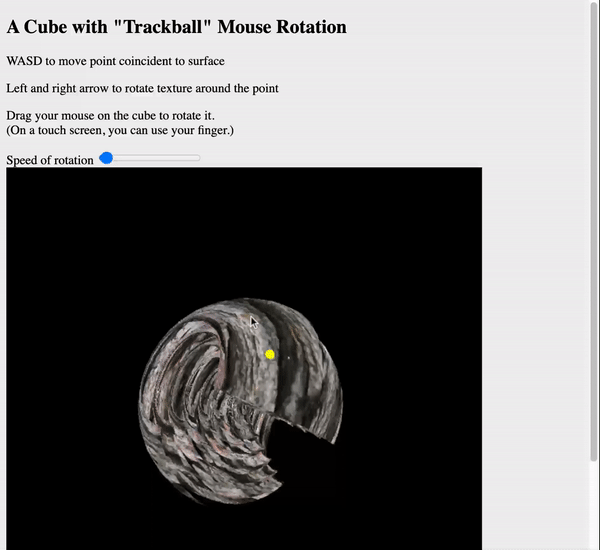 A Cube with "Trackball" Mouse Rotation
WASD to move point coincident to surface
Left and right arrow to rotate texture around the point
Drag your mouse on the cube to rotate it.
(On a touch screen, you can use your finger.)
Speed of rotation